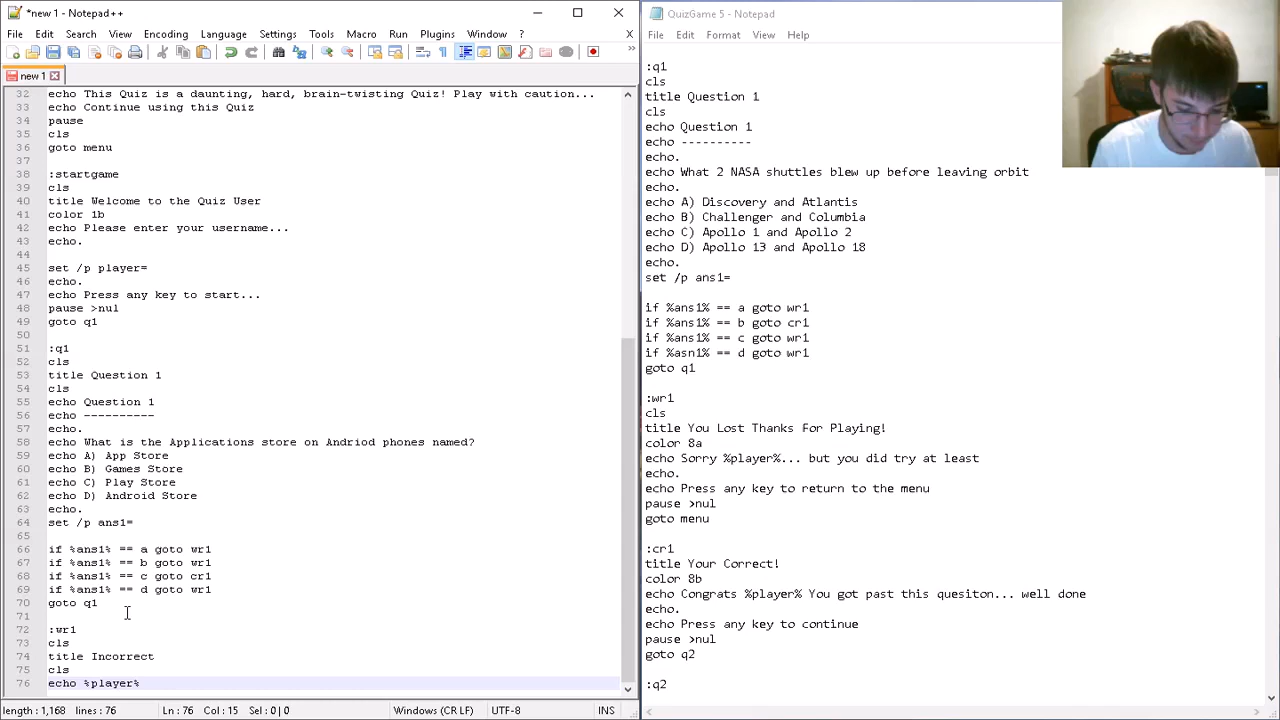 *new 1 - Notepad++
File Edit Search View Encoding Language Settings Tools Macro Run Plugins Window ? X
new 1
32 echo This Quiz is a daunting, hard, brain-twisting Quiz! Play with caution...
33 echo Continue using this Quiz
34 pause
35 cls
36 goto menu
37
38 :startgame
39 cls
40 title Welcome to the Quiz User
41 color 1b
42 echo Please enter your username...
43 echo.
44
45 set /p player=
46 echo.
47 echo Press any key to start...
48 pause >nul
49 goto q1
50
51 :q1
52 cls
53 title Question 1
54 cls
55 echo Question 1
56 echo ----------
57 echo.
58 echo What is the Applications store on Andriod phones named?
59 echo A) App Store
60 echo B) Games Store
61 echo C) Play Store
62 echo D) Android Store
63 echo.
64 set /p ans1=
65
66 if %ans1% == a goto wr1
67 if %ans1% == b goto wr1
68 if %ans1% == c goto cr1
69 if %ans1% == d goto wr1
70 goto q1
71
72 :wr1
73 cls
74 title Incorrect
75 cls
76 echo %player%
length : 1,168 lines : 76 Ln : 76 Col : 15 Sel : 0 | 0 Windows (CR LF) UTF-8 INS
QuizGame 5 - Notepad
File Edit Format View Help
:q1
cls
title Question 1
cls
echo Question 1
echo ----------
echo.
echo What 2 NASA shuttles blew up before leaving orbit
echo.
echo A) Discovery and Atlantis
echo B) Challenger and Columbia
echo C) Apollo 1 and Apollo 2
echo D) Apollo 13 and Apollo 18
echo.
set /p ans1=
if %ans1% == a goto wr1
if %ans1% == b goto cr1
if %ans1% == c goto wr1
if %asn1% == d goto wr1
goto q1
:wr1
cls
title You Lost Thanks For Playing!
color 8a
echo Sorry %player%... but you did try at least
echo.
echo Press any key to return to the menu
pause >nul
goto menu
:cr1
title Your Correct!
color 8b
echo Congrats %player% You got past this quesiton... well done
echo.
echo Press any key to continue
pause >nul
goto q2
:q2